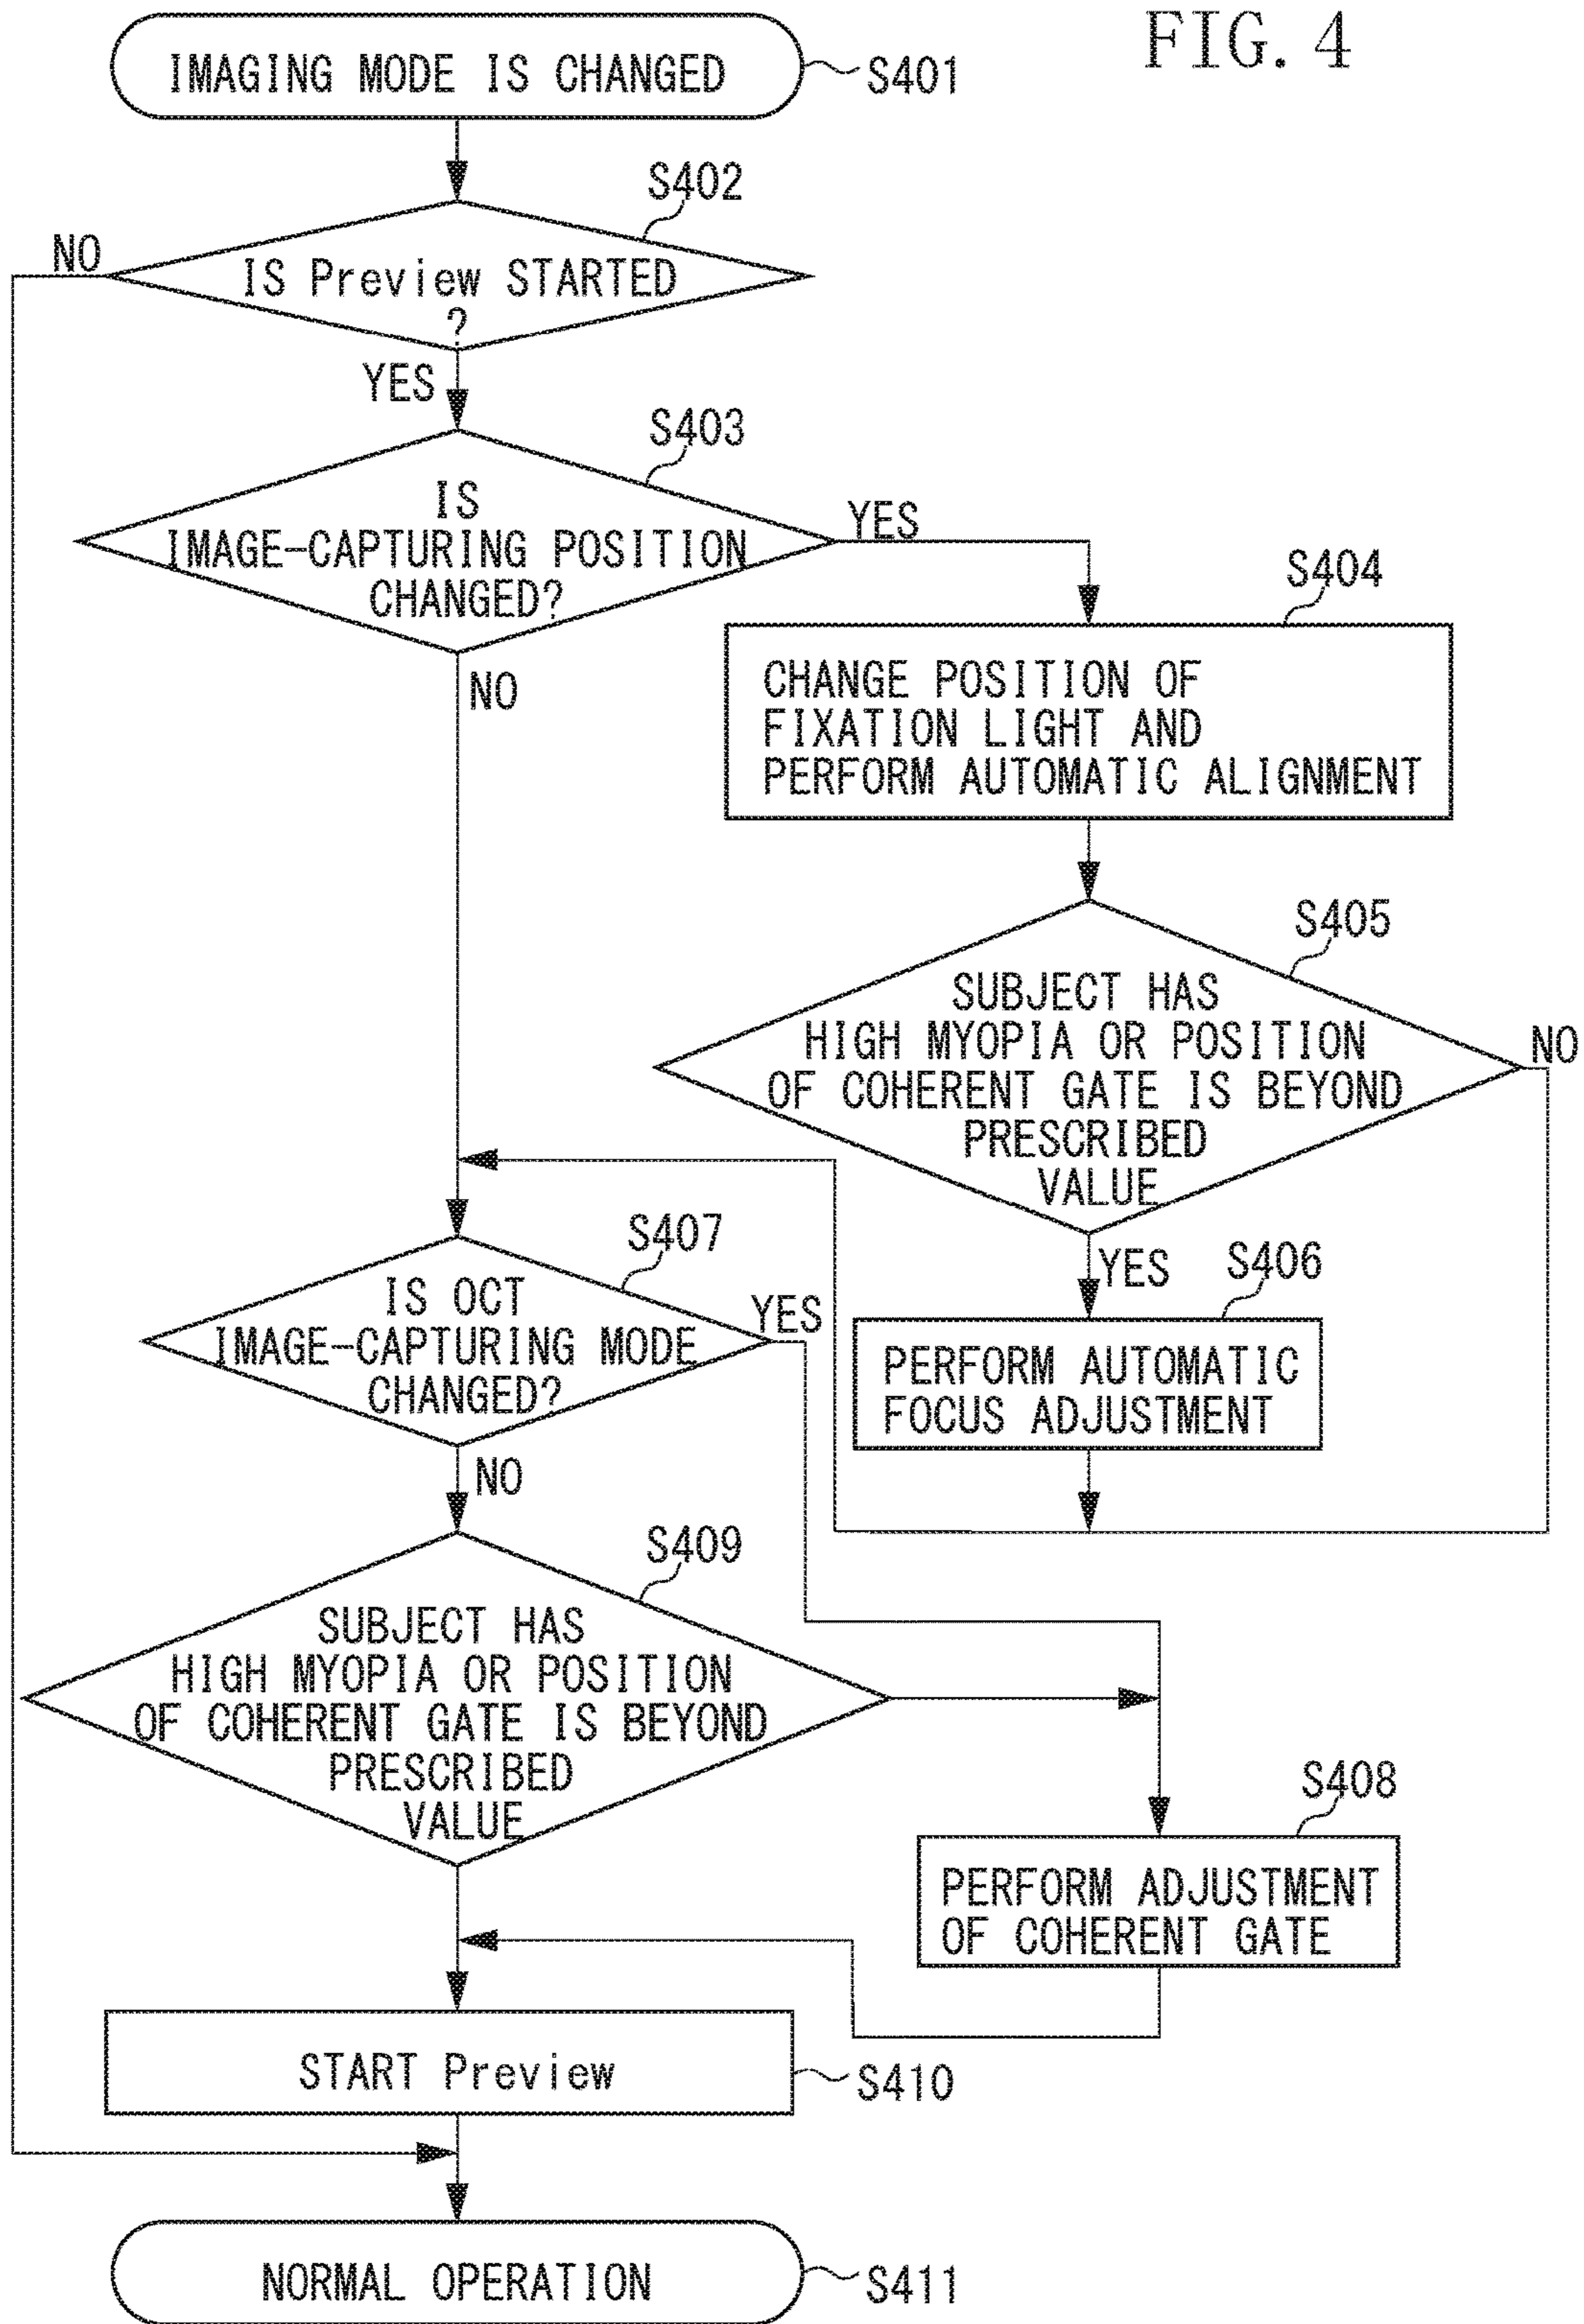 FIG. 4
IMAGING MODE IS CHANGED
S401
S402
NO
IS Preview STARTED
?
YES
S403
IS
IMAGE-CAPTURING POSITION
CHANGED?
YES
NO
S404
CHANGE POSITION OF
FIXATION LIGHT AND
PERFORM AUTOMATIC ALIGNMENT
S405
SUBJECT HAS
HIGH MYOPIA OR POSITION
OF COHERENT GATE IS BEYOND
PRESCRIBED
VALUE
NO
YES
S406
PERFORM AUTOMATIC
FOCUS ADJUSTMENT
S407
IS OCT
IMAGE-CAPTURING MODE
CHANGED?
YES
NO
S409
SUBJECT HAS
HIGH MYOPIA OR POSITION
OF COHERENT GATE IS BEYOND
PRESCRIBED
VALUE
S408
PERFORM ADJUSTMENT
OF COHERENT GATE
START Preview
S410
NORMAL OPERATION
S411